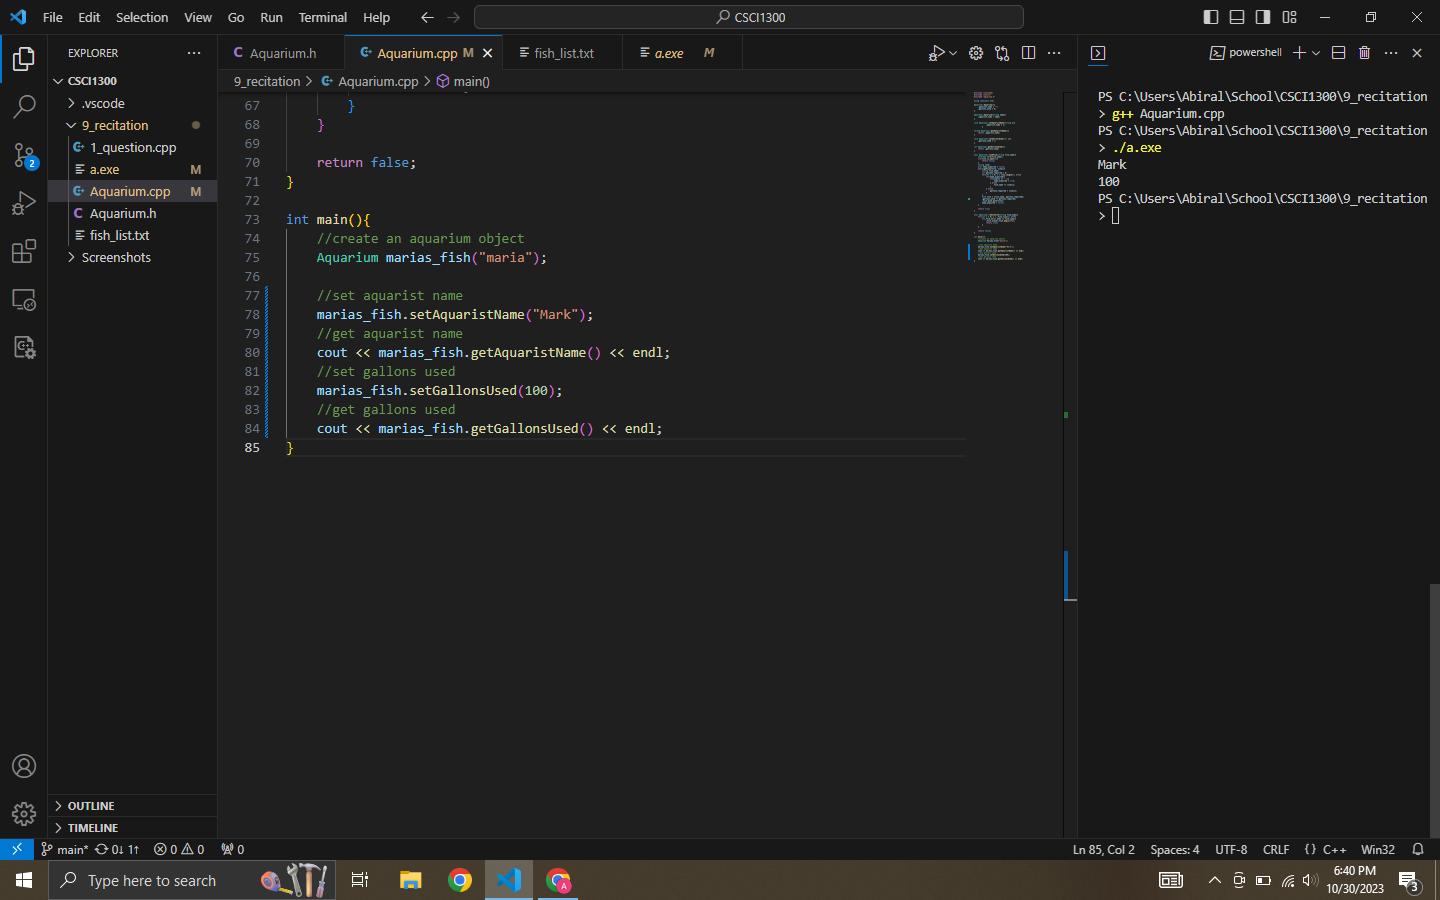 File Edit Selection View Go Run Terminal Help CSCI1300
EXPLORER
CSCI1300
.vscode
9_recitation
1_question.cpp
a.exe M
Aquarium.cpp M
Aquarium.h
fish_list.txt
Screenshots
OUTLINE
TIMELINE
2
Aquarium.h Aquarium.cpp M fish_list.txt a.exe M
9_recitation > Aquarium.cpp > main()
67 }
68 }
69
70 return false;
71 }
72
73 int main(){
74 //create an aquarium object
75 Aquarium marias_fish("maria");
76
77 //set aquarist name
78 marias_fish.setAquaristName("Mark");
79 //get aquarist name
80 cout << marias_fish.getAquaristName() << endl;
81 //set gallons used
82 marias_fish.setGallonsUsed(100);
83 //get gallons used
84 cout << marias_fish.getGallonsUsed() << endl;
85 }
powershell
PS C:\Users\Abiral\School\CSCI1300\9_recitation
> g++ Aquarium.cpp
PS C:\Users\Abiral\School\CSCI1300\9_recitation
> ./a.exe
Mark
100
PS C:\Users\Abiral\School\CSCI1300\9_recitation
>
main* 0↓ 1↑ 0 0 0 Ln 85, Col 2 Spaces: 4 UTF-8 CRLF {} C++ Win32
Type here to search
A
6:40 PM
10/30/2023
3